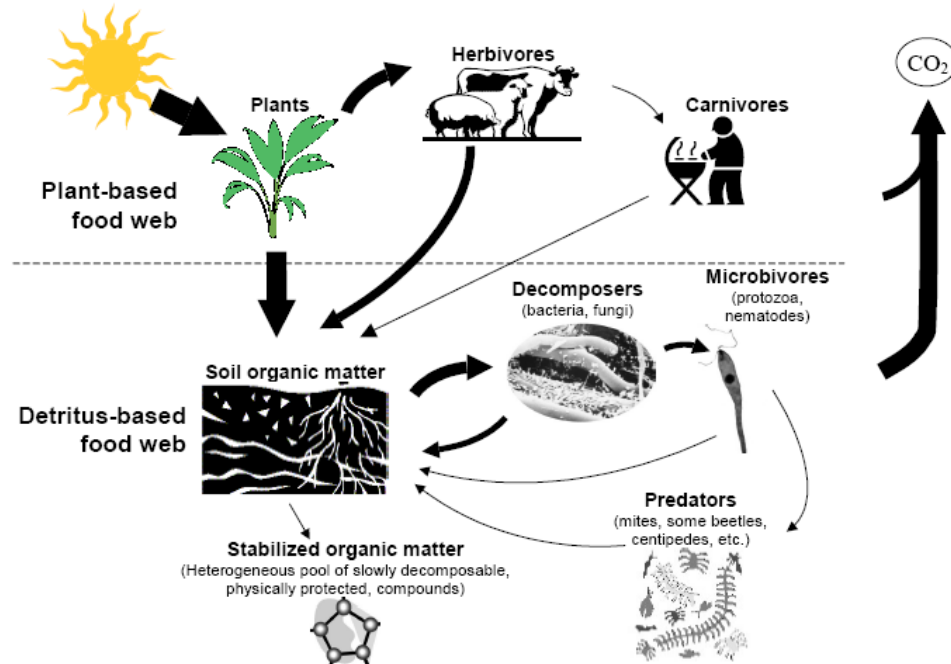 Herbivores
CO₂
Plants
Carnivores
Plant-based
food web
Decomposers
(bacteria, fungi)
Microbivores
(protozoa,
nematodes)
Soil organic matter
Detritus-based
food web
Predators
(mites, some beetles,
centipedes, etc.)
Stabilized organic matter
(Heterogeneous pool of slowly decomposable,
physically protected, compounds)